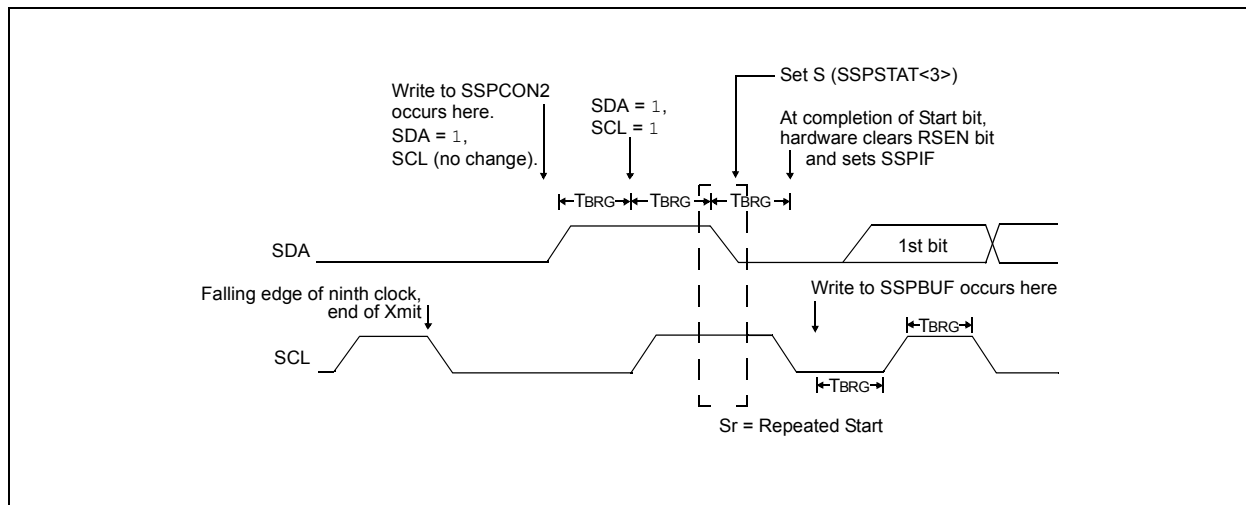 Set S (SSPSTAT<3>)
Write to SSPCON2
occurs here.
SDA = 1,
SCL (no change).
SDA = 1,
SCL = 1
At completion of Start bit,
hardware clears RSEN bit
and sets SSPIF
TBRG
TBRG
TBRG
SDA
1st bit
Falling edge of ninth clock,
end of Xmit
Write to SSPBUF occurs here
TBRG
SCL
TBRG
Sr = Repeated Start